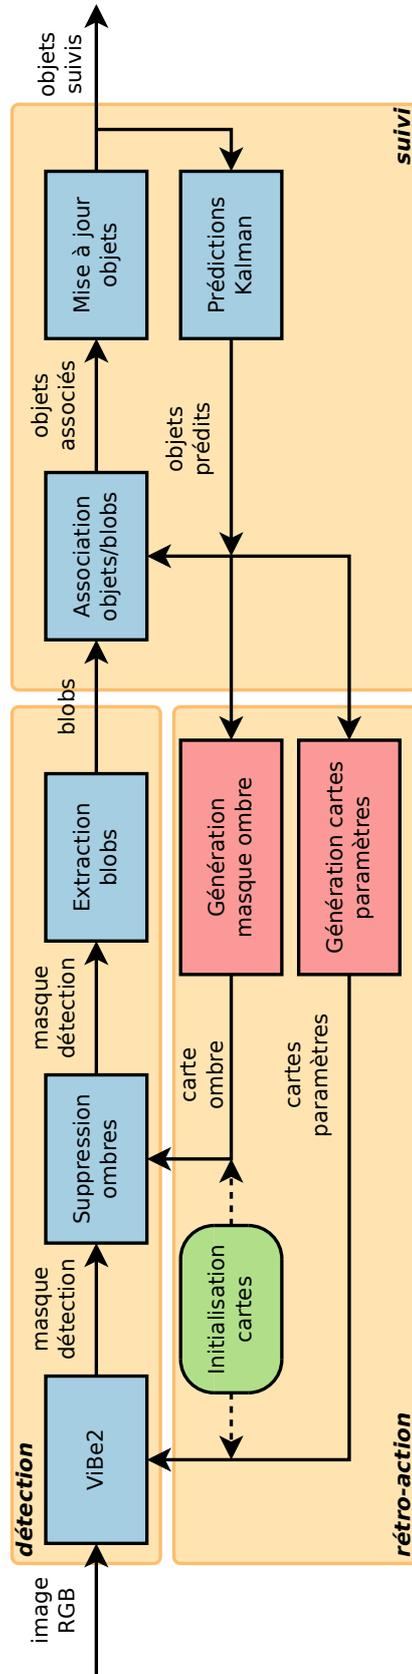 image
RGB
détection
ViBe2
masque
détection
Suppression
ombres
masque
détection
Extraction
blobs
blobs
Association
objets/blobs
objets
associés
Mise à jour
objets
objets
suivis
suivi
Prédictions
Kalman
objets
prédits
Génération
masque ombre
Génération cartes
paramètres
carte
ombre
cartes
paramètres
Initialisation
cartes
rétro-action